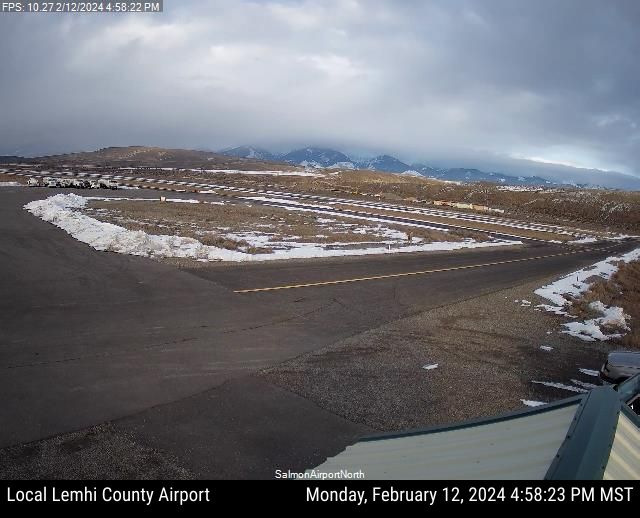 FPS: 10.27 2/12/2024 4:58:22 PM
SalmonAirportNorth
Local Lemhi County Airport Monday, February 12, 2024 4:58:23 PM MST